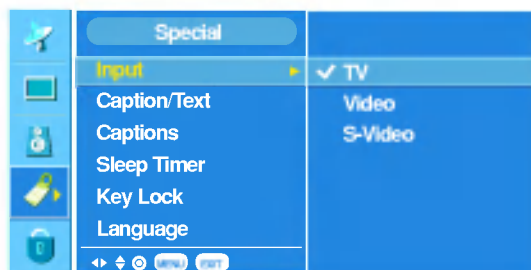 Special
Input
Caption/Text
Captions
Sleep Timer
Key Lock
Language
MENU EXIT
✓ TV
Video
S-Video